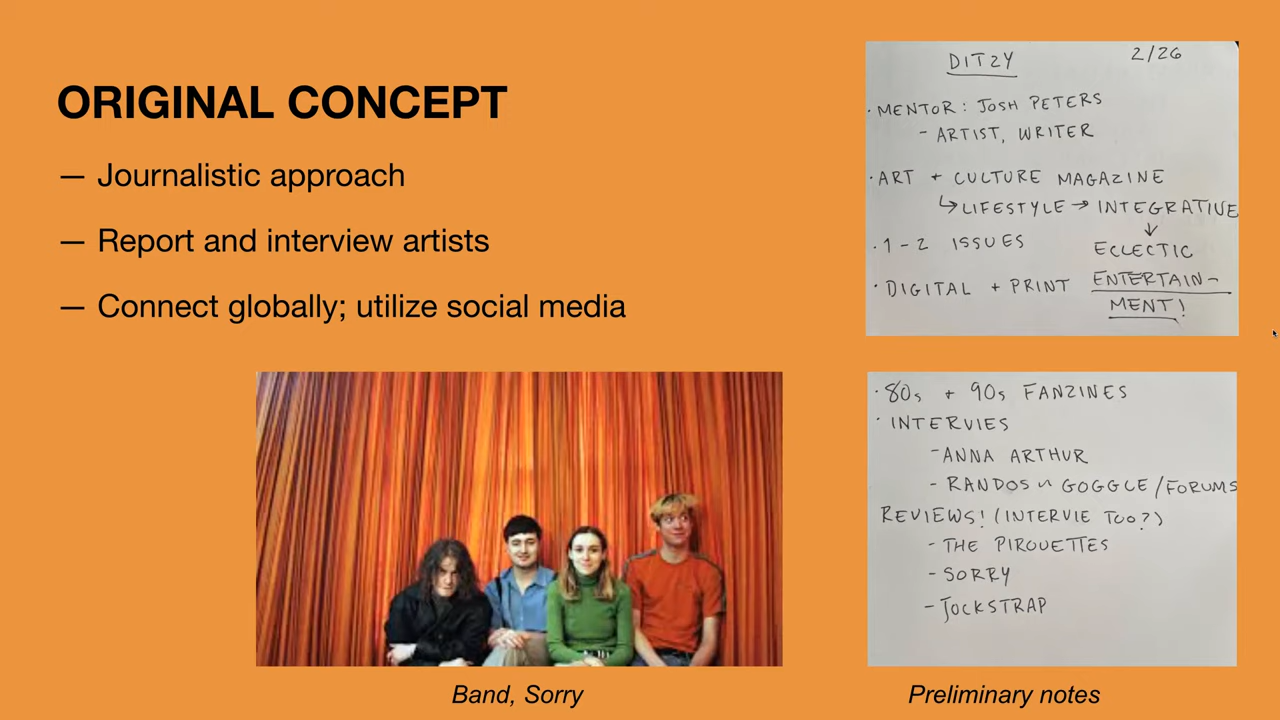 ORIGINAL CONCEPT
— Journalistic approach
— Report and interview artists
— Connect globally; utilize social media
Band, Sorry
DITZY 2/26
· MENTOR: JOSH PETERS
- ARTIST, WRITER
· ART + CULTURE MAGAZINE
↳ LIFESTYLE → INTEGRATIVE
↓
· 1-2 ISSUES
ECLECTIC
· DIGITAL + PRINT
ENTERTAIN-
MENT!
· 80s + 90s FANZINES
· INTERVIES
- ANNA ARTHUR
- RANDOS GOGGLE/FORUMS
REVIEWS! (INTERVIE TOO?)
- THE PIROUETTES
- SORRY
- JOCKSTRAP
Preliminary notes